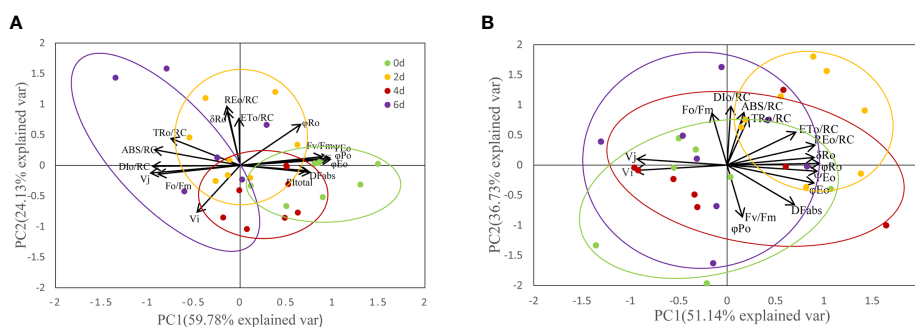 A
B
2
1.5
1
0.5
0
-0.5
-1
-1.5
-2
-2 -1.5 -1 -0.5 0 0.5 1 1.5 2
PC1(59.78% explained var)
PC2(24.13% explained var)
0d
2d
4d
6d
REo/RC
δRo
ETo/RC
φRo
TRo/RC
ABS/RC
DIo/RC
Vj
Fo/Fm
Vi
Fv/Fm
φPo
φEo
DFabs
2
1.5
1
0.5
0
-0.5
-1
-1.5
-2
-2 -1.5 -1 -0.5 0 0.5 1 1.5
PC1(51.14% explained var)
PC2(36.73% explained var)
DIo/RC
Fo/Fm
ABS/RC
TRo/RC
ETo/RC
REo/RC
δRo
φRo
ΨEo
φEo
Vj
Vi
DFabs
Fv/Fm
φPo